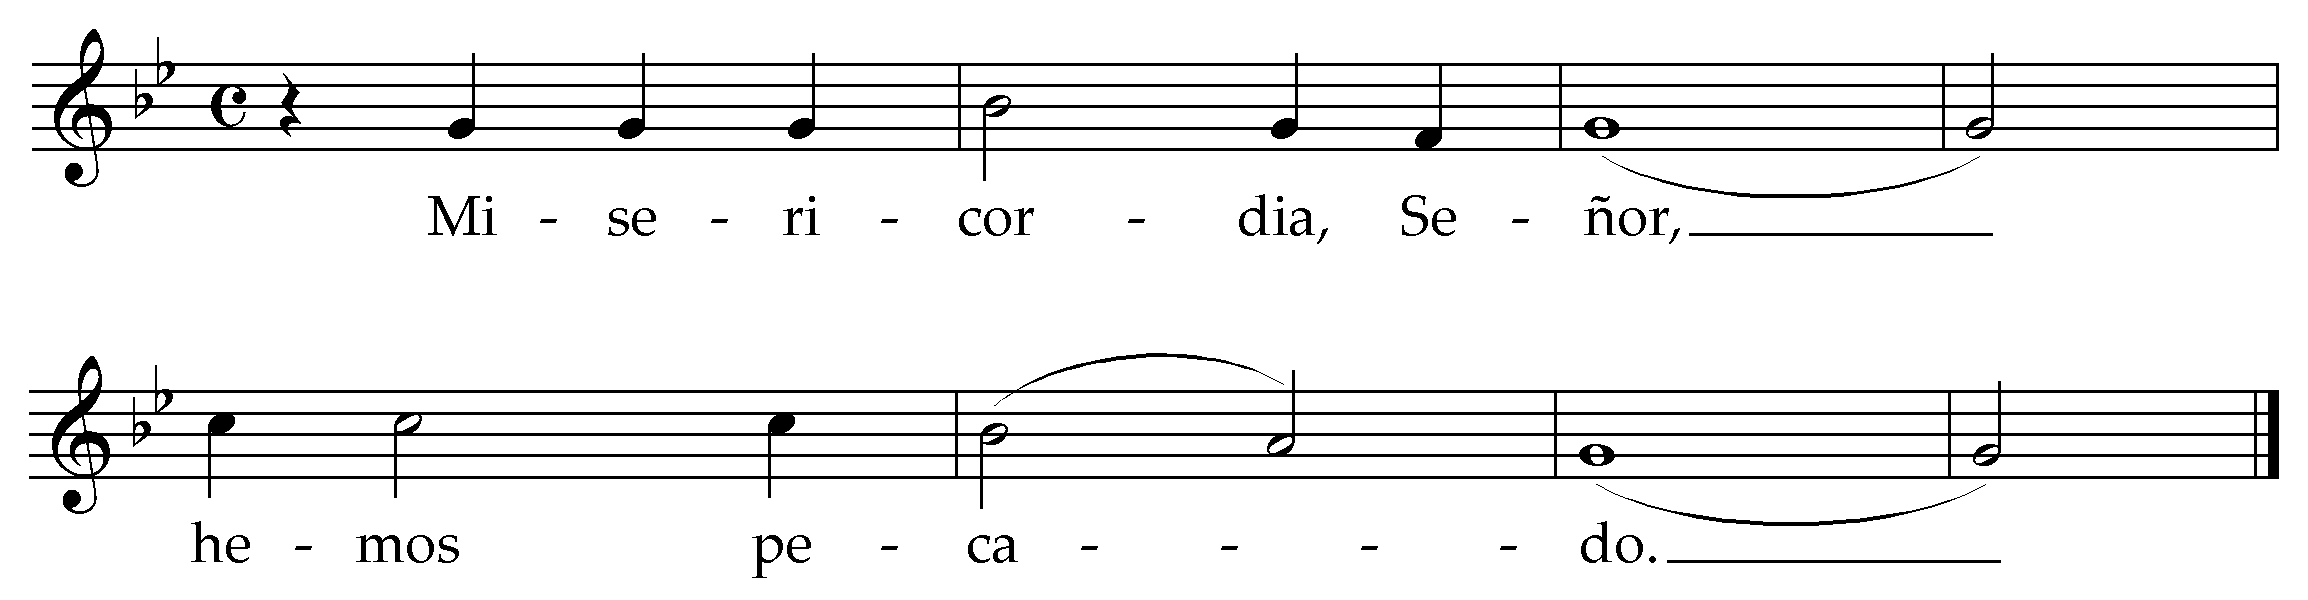 Mi - se - ri - cor - dia, Se - ñor,
he - mos pe - ca - - - - do.